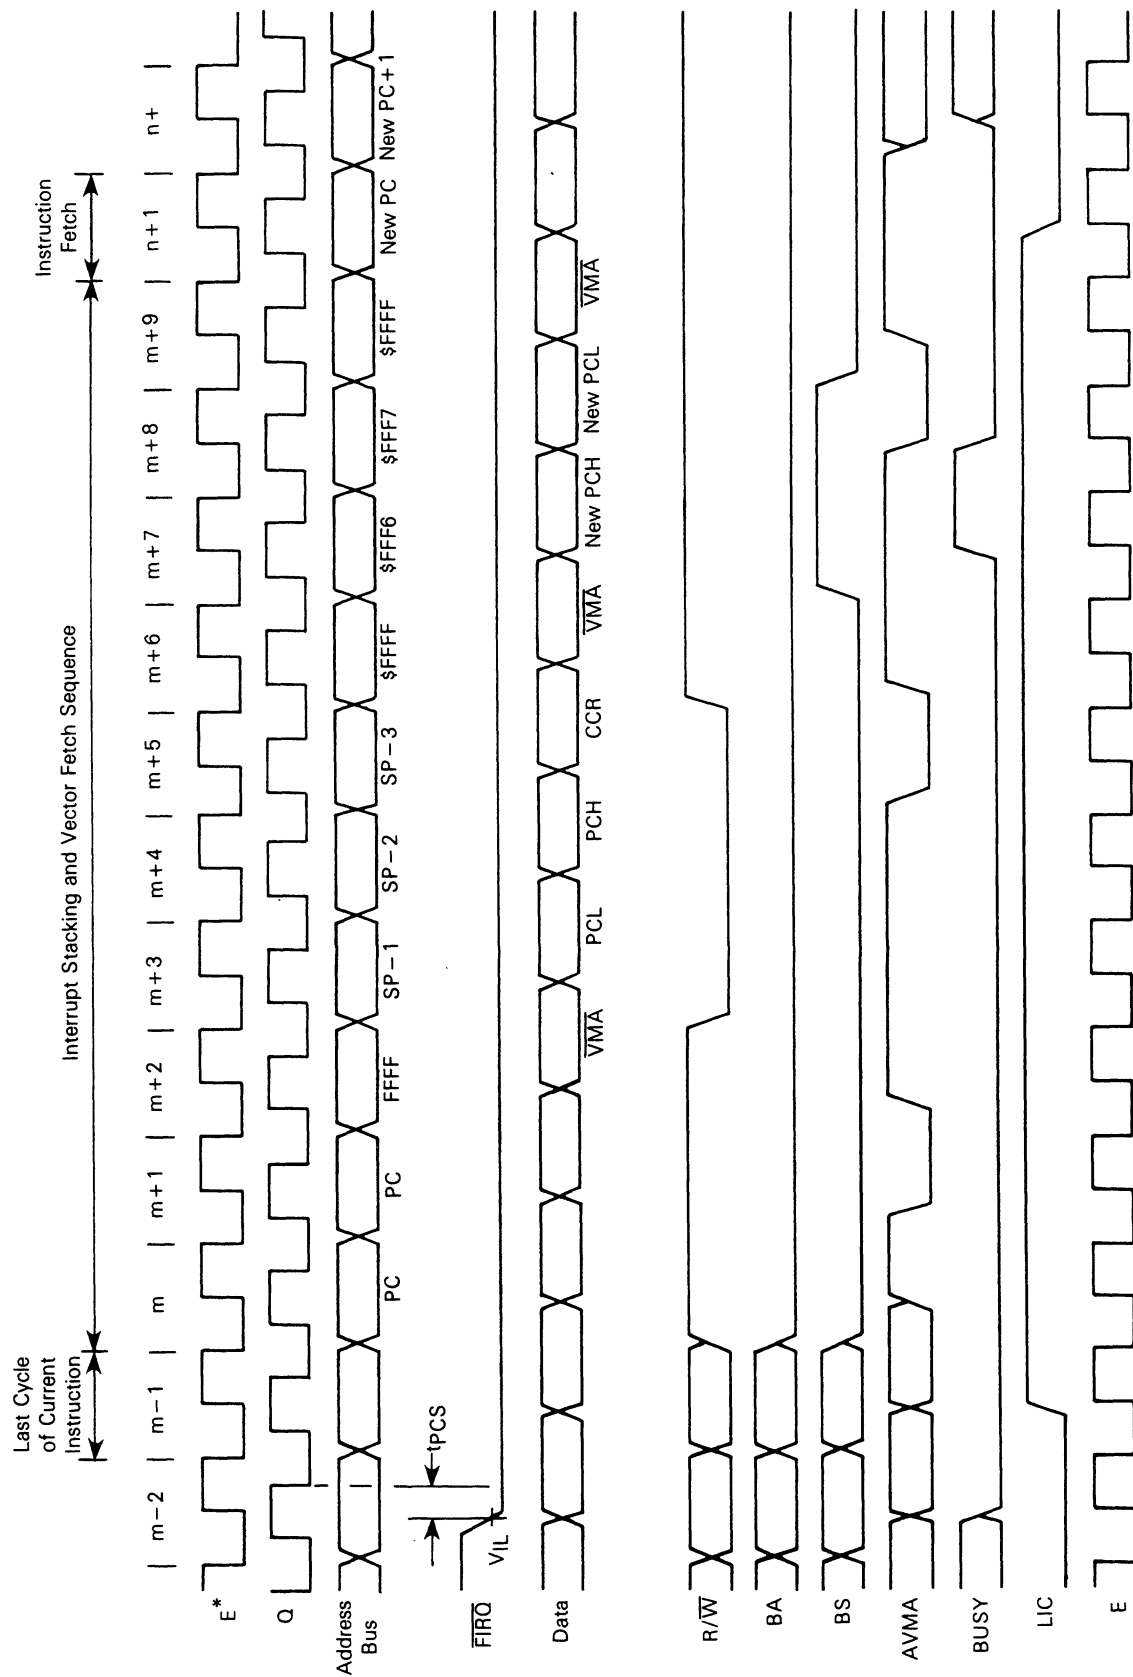 Last Cycle
of Current
Instruction
Interrupt Stacking and Vector Fetch Sequence
Instruction
Fetch
| m-2 | m-1 | m | m+1 | m+2 | m+3 | m+4 | m+5 | m+6 | m+7 | m+8 | m+9 | n+1 | n+ |
E*
Q
Address
Bus
PC PC FFFF SP-1 SP-2 SP-3 $FFFF $FFF6 $FFF7 $FFFF New PC New PC+1
tPCS
VIL
FIRQ
Data
VMA PCL PCH CCR VMA New PCH New PCL VMA
R/W
BA
BS
AVMA
BUSY
LIC
E